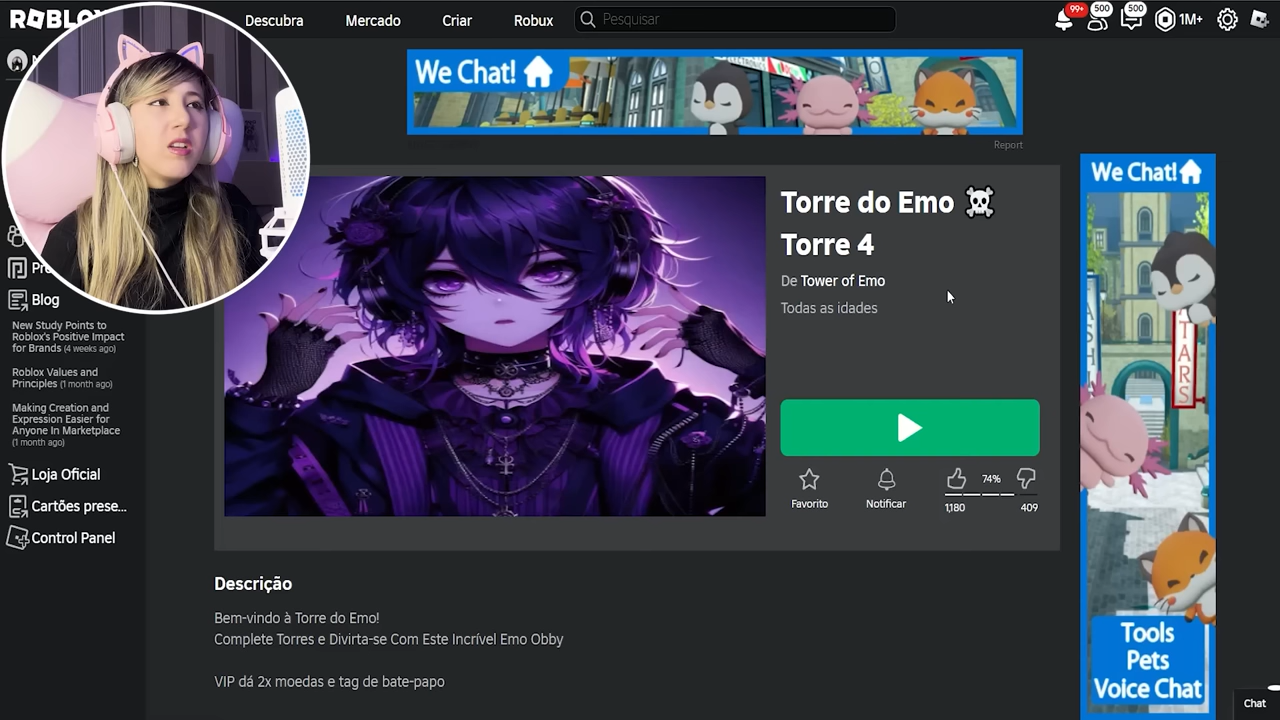 ROBLOX
Descubra
Mercado
Criar
Robux
Pesquisar
99+
500
500
1M+
We Chat!
Report
We Chat!
Torre do Emo ☠
Torre 4
De Tower of Emo
Todas as idades
Blog
New Study Points to
Roblox's Positive Impact
for Brands (4 weeks ago)
Roblox Values and
Principles (1 month ago)
Making Creation and
Expression Easier for
Anyone In Marketplace
(1 month ago)
Loja Oficial
Cartões prese...
Control Panel
Favorito
Notificar
74%
1,180
409
Descrição
Bem-vindo à Torre do Emo!
Complete Torres e Divirta-se Com Este Incrível Emo Obby
VIP dá 2x moedas e tag de bate-papo
TARS
Tools
Pets
Voice Chat
Chat